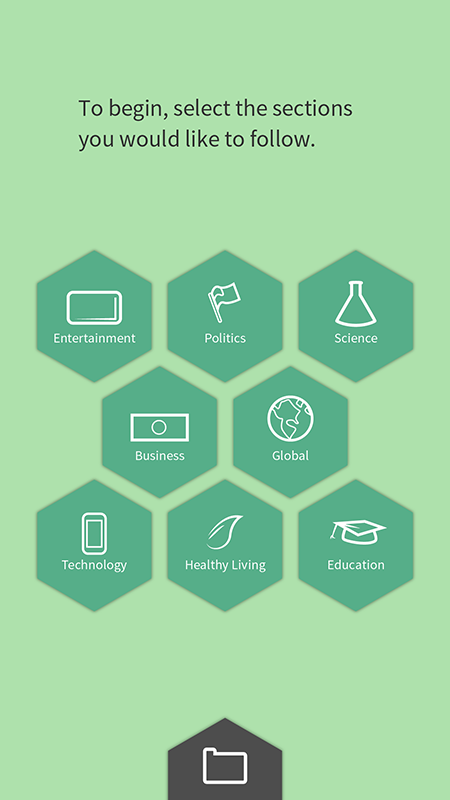 To begin, select the sections
you would like to follow.
Entertainment
Politics
Science
Business
Global
Technology
Healthy Living
Education